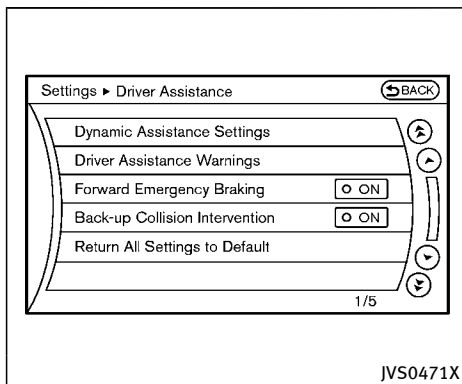 Settings ▸ Driver Assistance BACK
Dynamic Assistance Settings
Driver Assistance Warnings
Forward Emergency Braking ON
Back-up Collision Intervention ON
Return All Settings to Default
1/5
JVS0471X